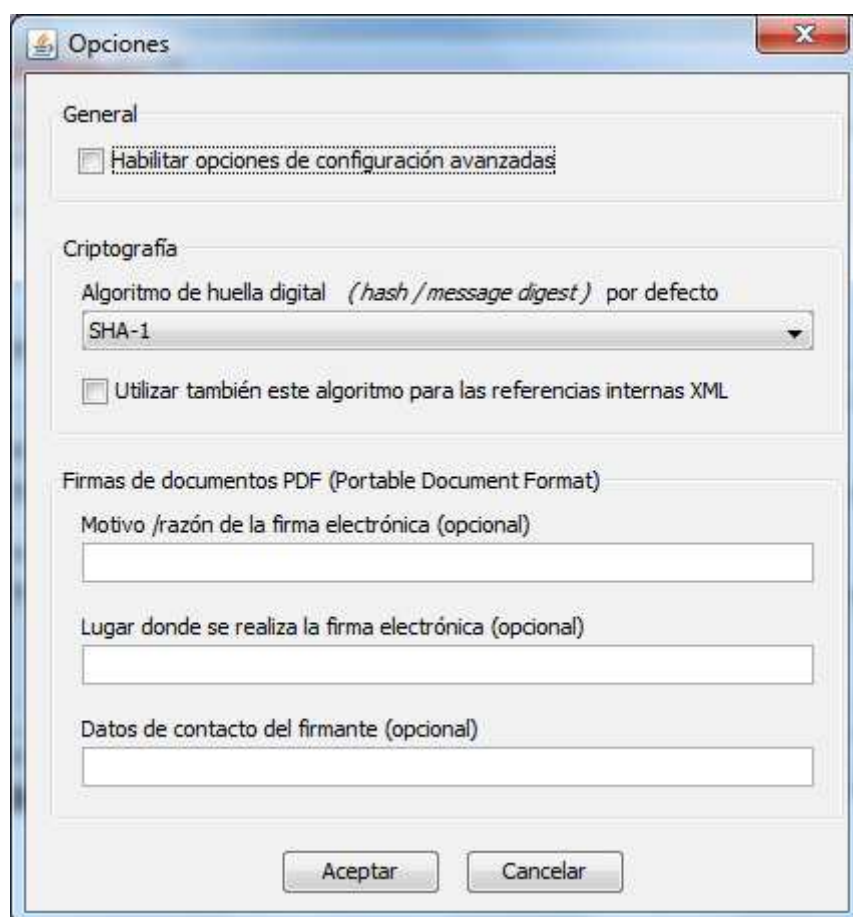 Opciones
General
Habilitar opciones de configuración avanzadas
Criptografía
Algoritmo de huella digital (hash / message digest) por defecto
SHA-1
Utilizar también este algoritmo para las referencias internas XML
Firmas de documentos PDF (Portable Document Format)
Motivo /razón de la firma electrónica (opcional)
Lugar donde se realiza la firma electrónica (opcional)
Datos de contacto del firmante (opcional)
Aceptar Cancelar